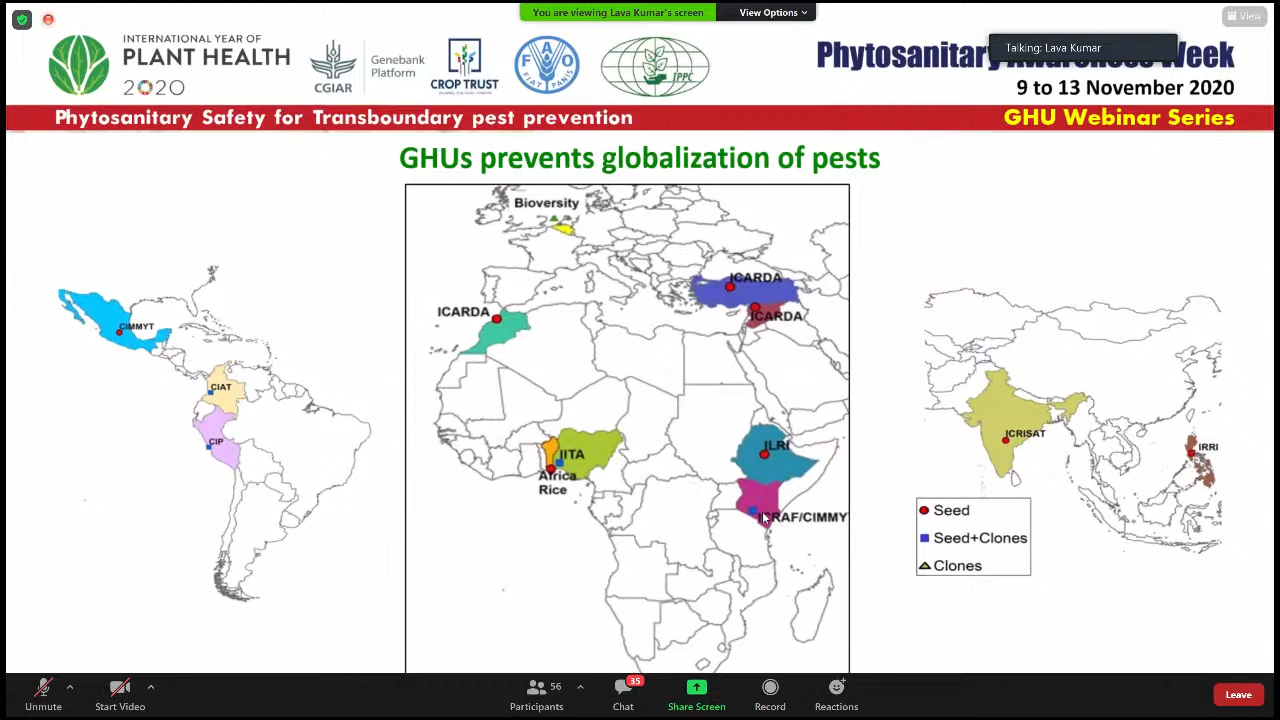 You are viewing Lava Kumar's screen
View Options
View
INTERNATIONAL YEAR OF
PLANT HEALTH
2020
CGIAR
Genebank
Platform
CROP TRUST
FAO
FIAT PANIS
IPPC
Talking: Lava Kumar
Phytosanitary Awareness Week
9 to 13 November 2020
Phytosanitary Safety for Transboundary pest prevention
GHU Webinar Series
GHUs prevents globalization of pests
Bioversity
ICARDA
ICARDA
ICARDA
CIMMYT
CIAT
CIP
IITA
Africa
Rice
ILRI
ICRAF/CIMMY
ICRISAT
IRRI
Seed
Seed+Clones
Clones
Unmute
Start Video
56
Participants
35
Chat
Share Screen
Record
Reactions
Leave